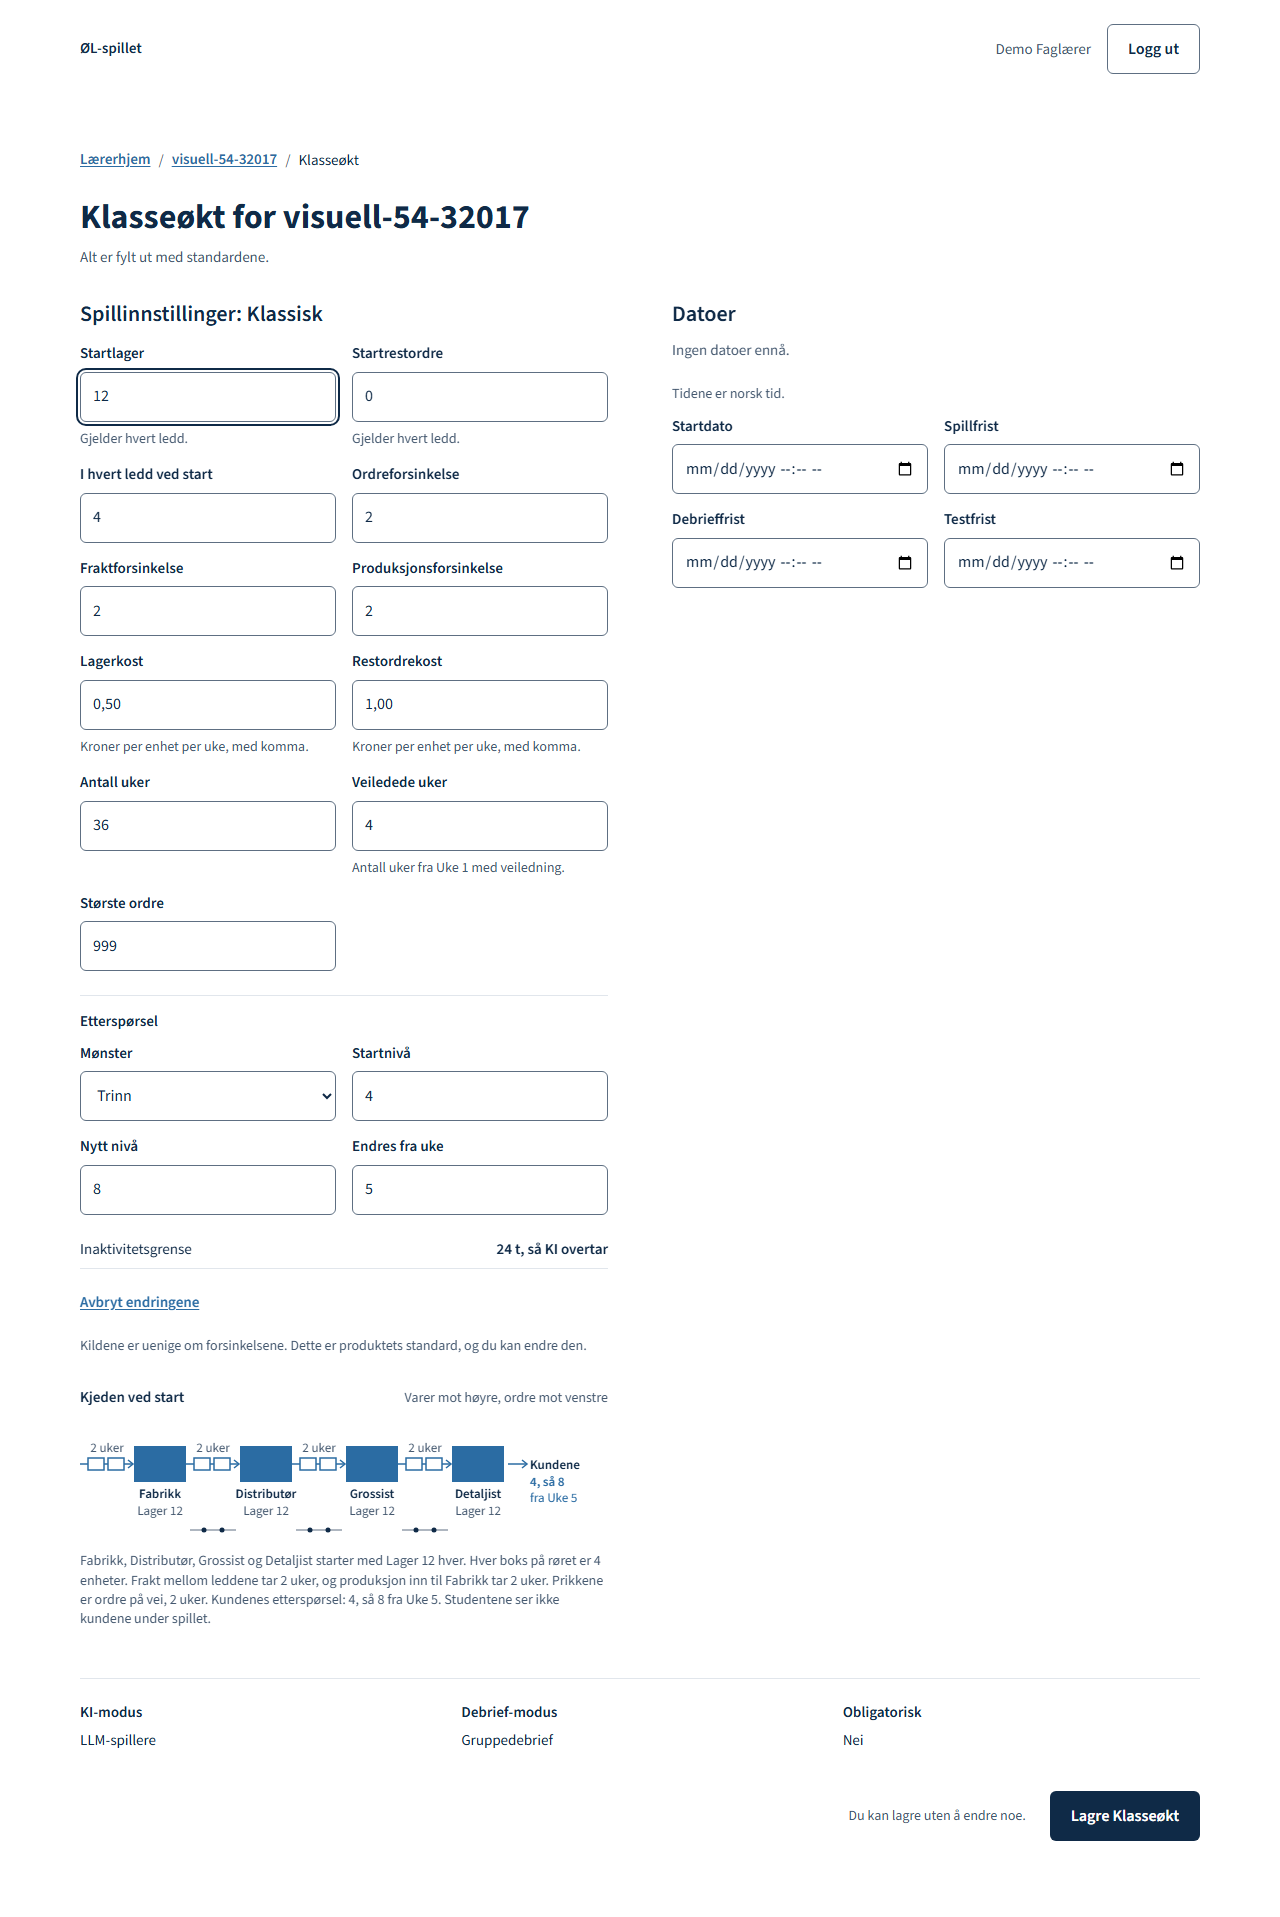 ØL-spillet
Demo Faglærer
Logg ut
Lærerhjem / visuell-54-32017 / Klasseøkt
Klasseøkt for visuell-54-32017
Alt er fylt ut med standardene.
Spillinnstillinger: Klassisk
Startlager
Startrestordre
12
0
Gjelder hvert ledd.
Gjelder hvert ledd.
I hvert ledd ved start
Ordreforsinkelse
4
2
Fraktforsinkelse
Produksjonsforsinkelse
2
2
Lagerkost
Restordrekost
0,50
1,00
Kroner per enhet per uke, med komma.
Kroner per enhet per uke, med komma.
Antall uker
Veiledede uker
36
4
Antall uker fra Uke 1 med veiledning.
Største ordre
999
Etterspørsel
Mønster
Startnivå
Trinn
4
Nytt nivå
Endres fra uke
8
5
Inaktivitetsgrense
24 t, så KI overtar
Avbryt endringene
Kildene er uenige om forsinkelsene. Dette er produktets standard, og du kan endre den.
Kjeden ved start
Varer mot høyre, ordre mot venstre
2 uker
2 uker
2 uker
2 uker
Kundene
4, så 8
fra Uke 5
Fabrikk
Distributør
Grossist
Detaljist
Lager 12
Lager 12
Lager 12
Lager 12
Fabrikk, Distributør, Grossist og Detaljist starter med Lager 12 hver. Hver boks på røret er 4
enheter. Frakt mellom leddene tar 2 uker, og produksjon inn til Fabrikk tar 2 uker. Prikkene
er ordre på vei, 2 uker. Kundenes etterspørsel: 4, så 8 fra Uke 5. Studentene ser ikke
kundene under spillet.
Datoer
Ingen datoer ennå.
Tidene er norsk tid.
Startdato
Spillfrist
mm/dd/yyyy --:-- --
mm/dd/yyyy --:-- --
Debrieffrist
Testfrist
mm/dd/yyyy --:-- --
mm/dd/yyyy --:-- --
KI-modus
Debrief-modus
Obligatorisk
LLM-spillere
Gruppedebrief
Nei
Du kan lagre uten å endre noe.
Lagre Klasseøkt